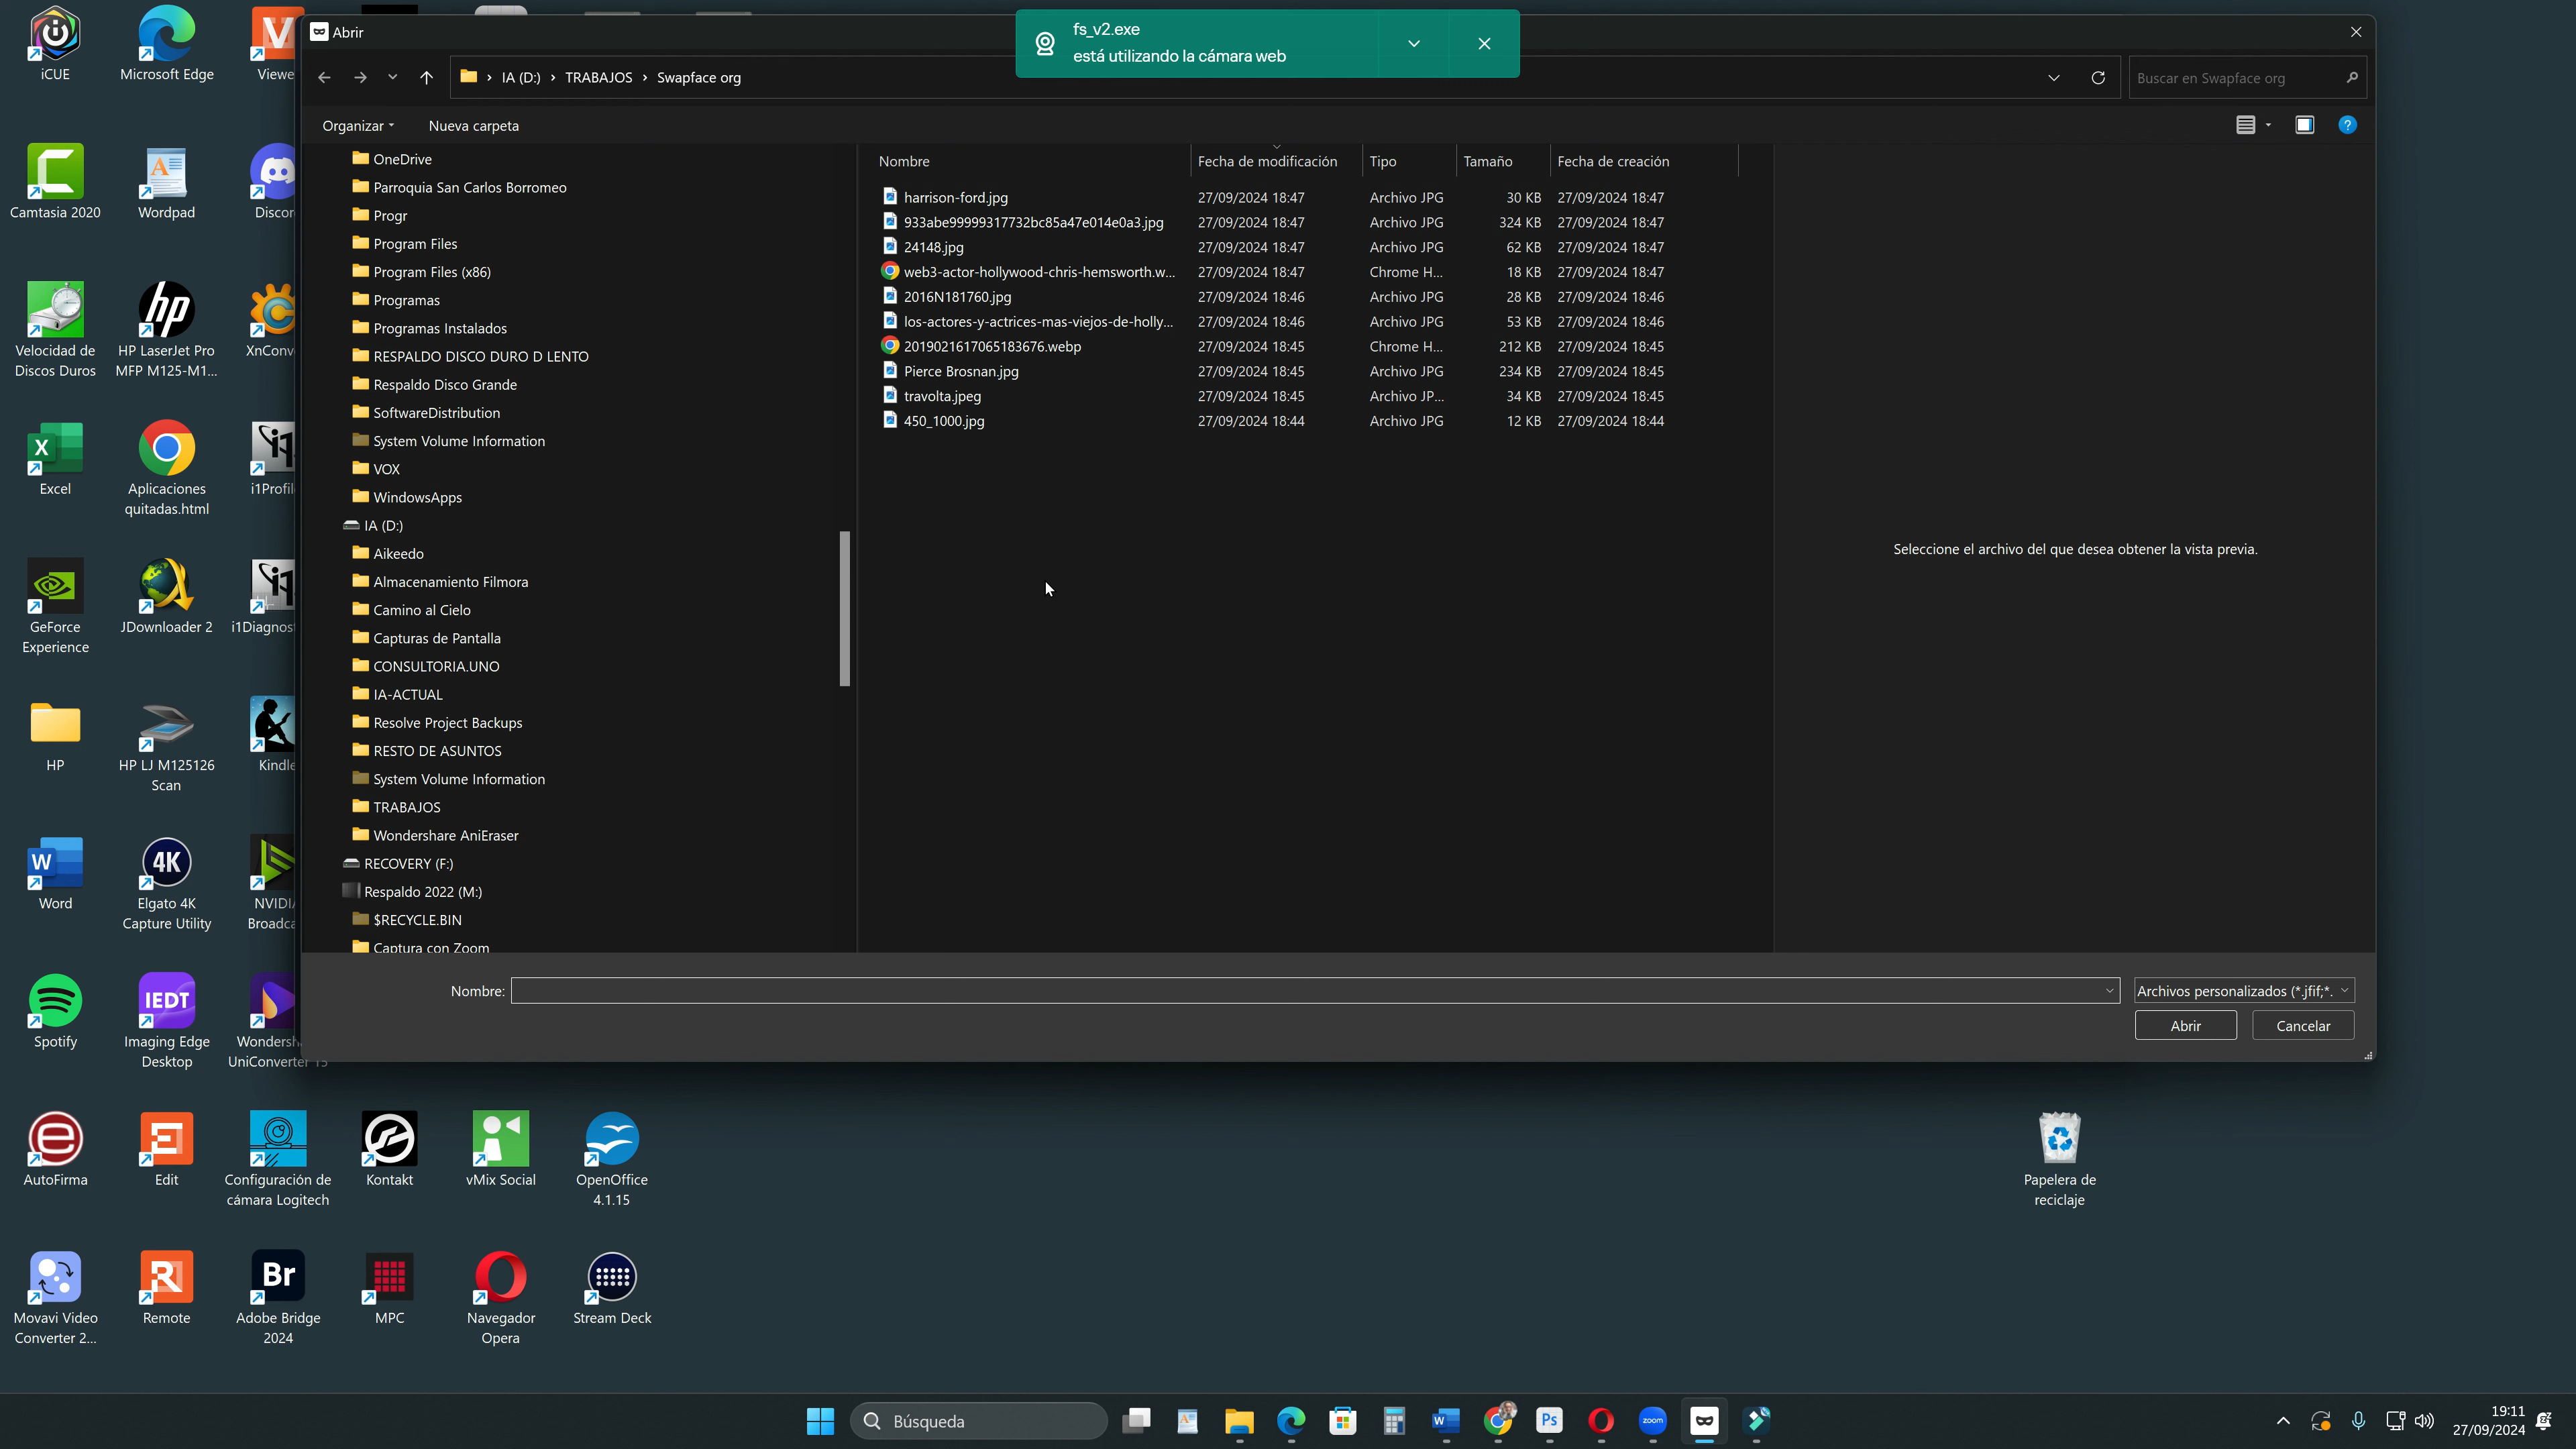 Abrir
fs_v2.exe
está utilizando la cámara web
IA (D:) › TRABAJOS › Swapface org
Buscar en Swapface org
Organizar
Nueva carpeta
OneDrive
Parroquia San Carlos Borromeo
Progr
Program Files
Program Files (x86)
Programas
Programas Instalados
RESPALDO DISCO DURO D LENTO
Respaldo Disco Grande
SoftwareDistribution
System Volume Information
VOX
WindowsApps
IA (D:)
Aikeedo
Almacenamiento Filmora
Camino al Cielo
Capturas de Pantalla
CONSULTORIA.UNO
IA-ACTUAL
Resolve Project Backups
RESTO DE ASUNTOS
System Volume Information
TRABAJOS
Wondershare AniEraser
RECOVERY (F:)
Respaldo 2022 (M:)
$RECYCLE.BIN
Captura con Zoom
Nombre Fecha de modificación Tipo Tamaño Fecha de creación
harrison-ford.jpg 27/09/2024 18:47 Archivo JPG 30 KB 27/09/2024 18:47
933abe99999317732bc85a47e014e0a3.jpg 27/09/2024 18:47 Archivo JPG 324 KB 27/09/2024 18:47
24148.jpg 27/09/2024 18:47 Archivo JPG 62 KB 27/09/2024 18:47
web3-actor-hollywood-chris-hemsworth.w... 27/09/2024 18:47 Chrome H... 18 KB 27/09/2024 18:47
2016N181760.jpg 27/09/2024 18:46 Archivo JPG 28 KB 27/09/2024 18:46
los-actores-y-actrices-mas-viejos-de-holly... 27/09/2024 18:46 Archivo JPG 53 KB 27/09/2024 18:46
2019021617065183676.webp 27/09/2024 18:45 Chrome H... 212 KB 27/09/2024 18:45
Pierce Brosnan.jpg 27/09/2024 18:45 Archivo JPG 234 KB 27/09/2024 18:45
travolta.jpeg 27/09/2024 18:45 Archivo JP... 34 KB 27/09/2024 18:45
450_1000.jpg 27/09/2024 18:44 Archivo JPG 12 KB 27/09/2024 18:44
Seleccione el archivo del que desea obtener la vista previa.
Nombre:
Archivos personalizados (*.jfif;*.
Abrir
Cancelar
iCUE
Microsoft Edge
Viewe
Camtasia 2020
Wordpad
Discor
Velocidad de
Discos Duros
HP LaserJet Pro
MFP M125-M1...
XnConv
Excel
Aplicaciones
quitadas.html
i1Profil
GeForce
Experience
JDownloader 2
i1Diagnost
HP
HP LJ M125126
Scan
Kindle
Word
4K
Elgato 4K
Capture Utility
NVIDIA
Broadca
Spotify
IEDT
Imaging Edge
Desktop
Wondersh
UniConverter 15
AutoFirma
Edit
Configuración de
cámara Logitech
Kontakt
vMix Social
OpenOffice
4.1.15
Movavi Video
Converter 2...
Remote
Br
Adobe Bridge
2024
MPC
Navegador
Opera
Stream Deck
Papelera de
reciclaje
Búsqueda
Ps
zoom
19:11
27/09/2024